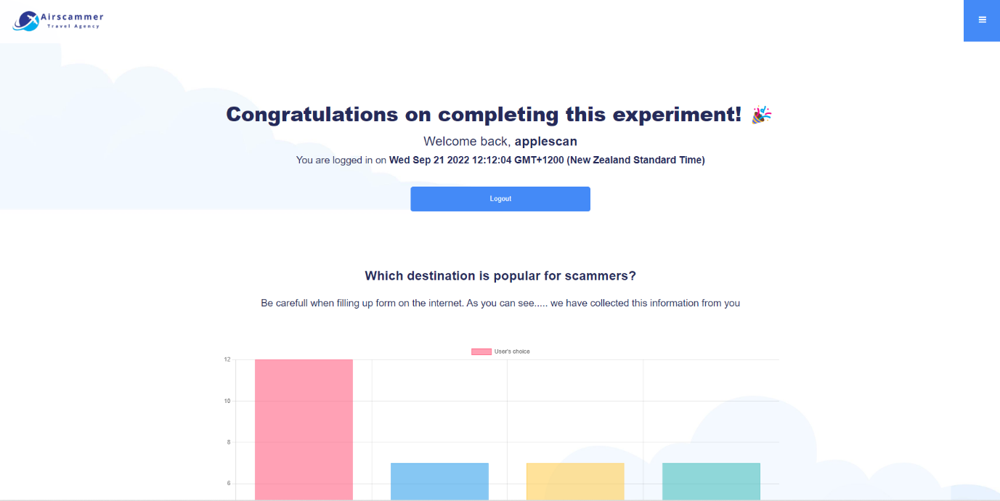 Airscammer
Travel Agency
Congratulations on completing this experiment! 🎉
Welcome back, applescan
You are logged in on Wed Sep 21 2022 12:12:04 GMT+1200 (New Zealand Standard Time)
Logout
Which destination is popular for scammers?
Be carefull when filling up form on the internet. As you can see..... we have collected this information from you
User's choice
12
10
8
6